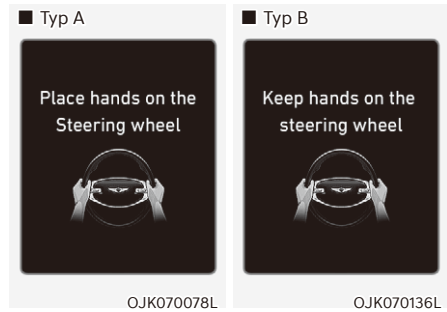 ■ Typ A
Place hands on the
Steering wheel
OJK070078L
■ Typ B
Keep hands on the
steering wheel
OJK070136L